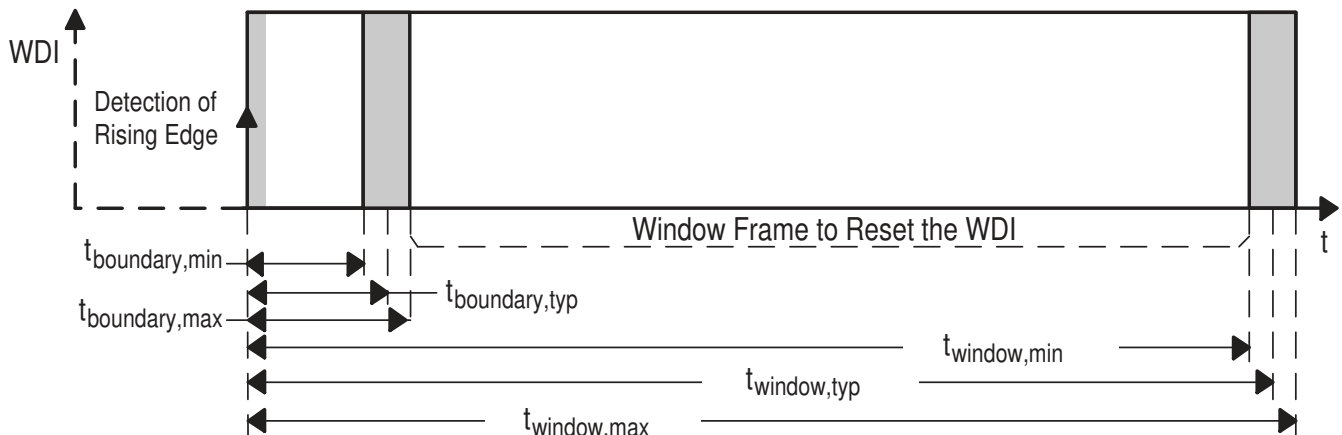 WDI
Detection of
Rising Edge
Window Frame to Reset the WDI
t
tboundary,min
tboundary,typ
tboundary,max
twindow,min
twindow,typ
twindow,max